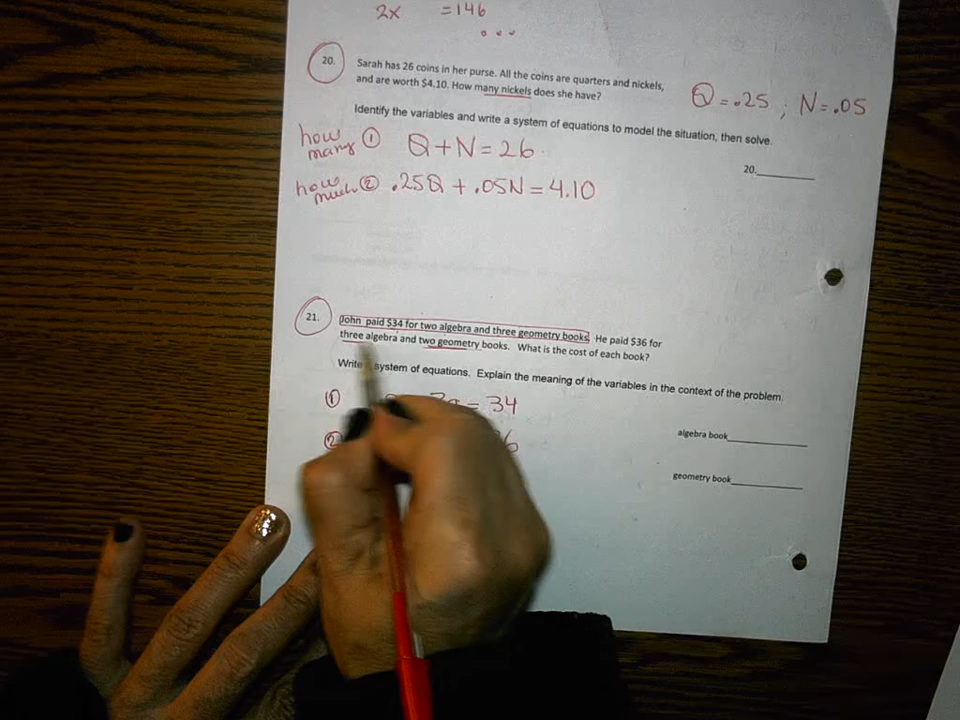 2x = 146
...
20. Sarah has 26 coins in her purse. All the coins are quarters and nickels,
and are worth $4.10. How many nickels does she have?
Q = .25 ; N = .05
Identify the variables and write a system of equations to model the situation, then solve.
how many ① Q + N = 26
20.________
how much ② .25Q + .05N = 4.10
21. John paid $34 for two algebra and three geometry books. He paid $36 for
three algebra and two geometry books. What is the cost of each book?
Write system of equations. Explain the meaning of the variables in the context of the problem.
① = 34
algebra book________
② 6
geometry book________